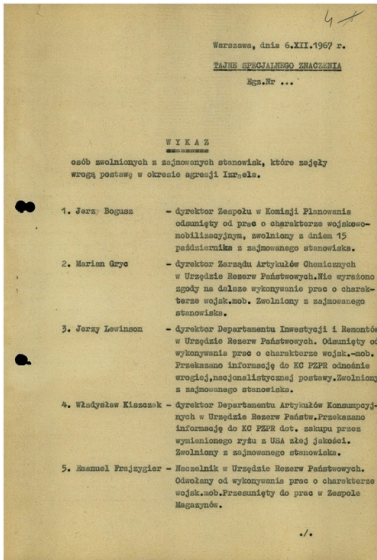 4
Warszawa, dnia 6.XII.1967 r.
TAJNE SPECJALNEGO ZNACZENIA
Egz.Nr ...
WYKAZ
osób zwolnionych z zajmowanych stanowisk, które zajęły
wrogą postawę w okresie agresji Izraela.
1. Jerzy Bogusz - dyrektor Zespołu w Komisji Planowania
odsunięty od prac o charakterze wojskowo-
mobilizacyjnym, zwolniony z dniem 15
października z zajmowanego stanowiska.
2. Marian Gryc - dyrektor Zarządu Artykułów Chemicznych
w Urzędzie Rezerw Państwowych.Nie wyrażono
zgody na dalsze wykonywanie prac o charak-
terze wojsk.mob. Zwolniony z zajmowanego
stanowiska.
3. Jerzy Lewinson - dyrektor Departamentu Inwestycji i Remontów
w Urzędzie Rezerw Państwowych. Odsunięty od
wykonywania prac o charakterze wojsk.-mob.
Przekazano informację do KC PZPR odnośnie
wrogiej,nacjonalistycznej postawy.Zwolniony
z zajmowanego stanowiska.
4. Władysław Kiszczak - dyrektor Departamentu Artykułów Konsumpcyj-
nych w Urzędzie Rezerw Państw.Przekazano
informację do KC PZPR dot. zakupu przez
wymienionego ryżu z USA złej jakości.
Zwolniony z zajmowanego stanowiska.
5. Emanuel Frajzygier - Naczelnik w Urzędzie Rezerw Państwowych.
Odwołany od wykonywania prac o charakterze
wojsk.mob.Przesunięty do prac w Zespole
Magazynów.
./.